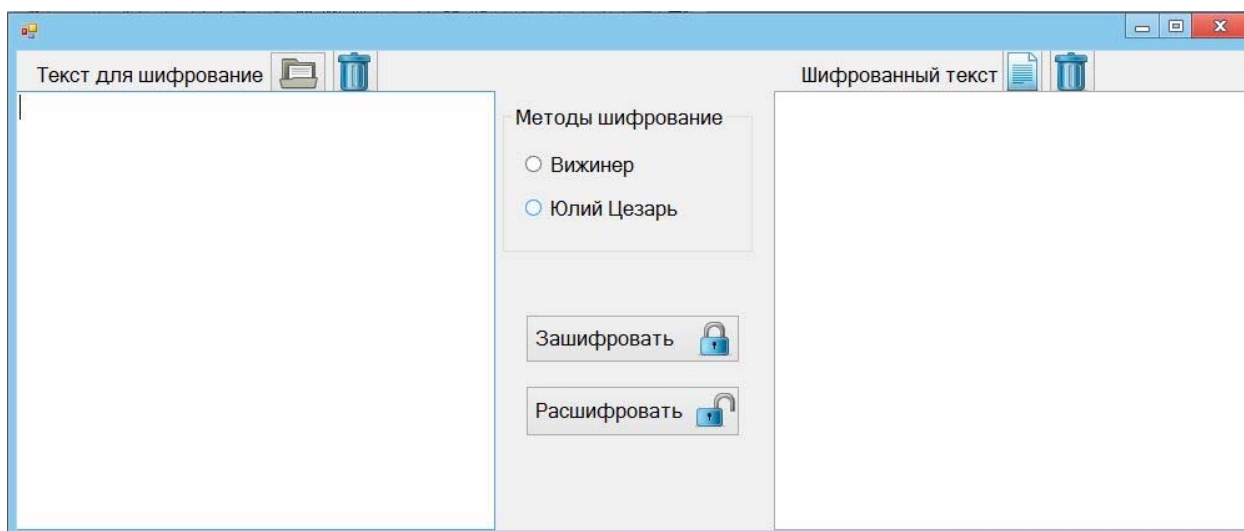 Текст для шифрование
Шифрованный текст
Методы шифрование
Вижинер
Юлий Цезарь
Зашифровать
Расшифровать